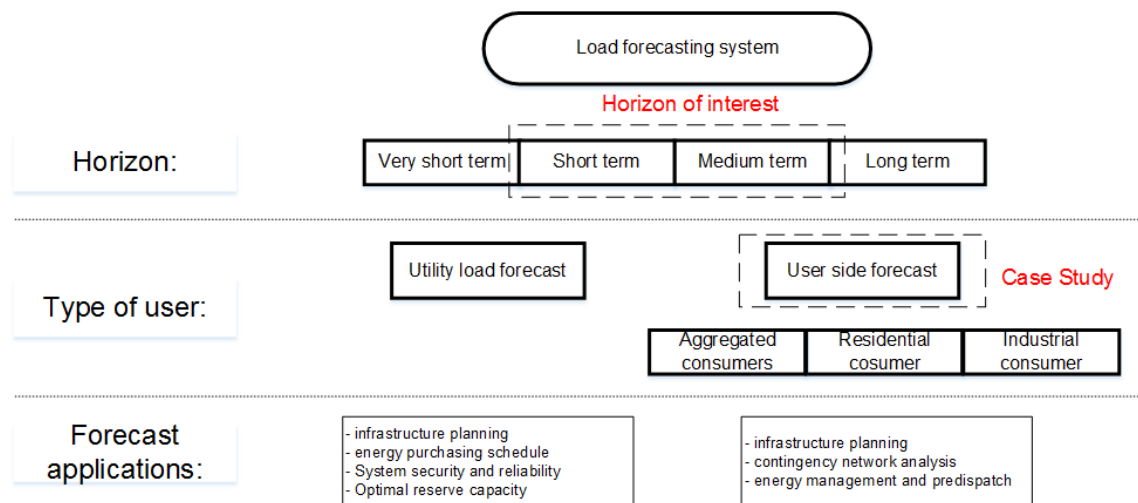 Load forecasting system
Horizon of interest
Horizon:
Very short term
Short term
Medium term
Long term
Utility load forecast
User side forecast
Case Study
Type of user:
Aggregated
consumers
Residential
cosumer
Industrial
consumer
Forecast
applications:
- infrastructure planning
- energy purchasing schedule
- System security and reliability
- Optimal reserve capacity
- infrastructure planning
- contingency network analysis
- energy management and predispatch